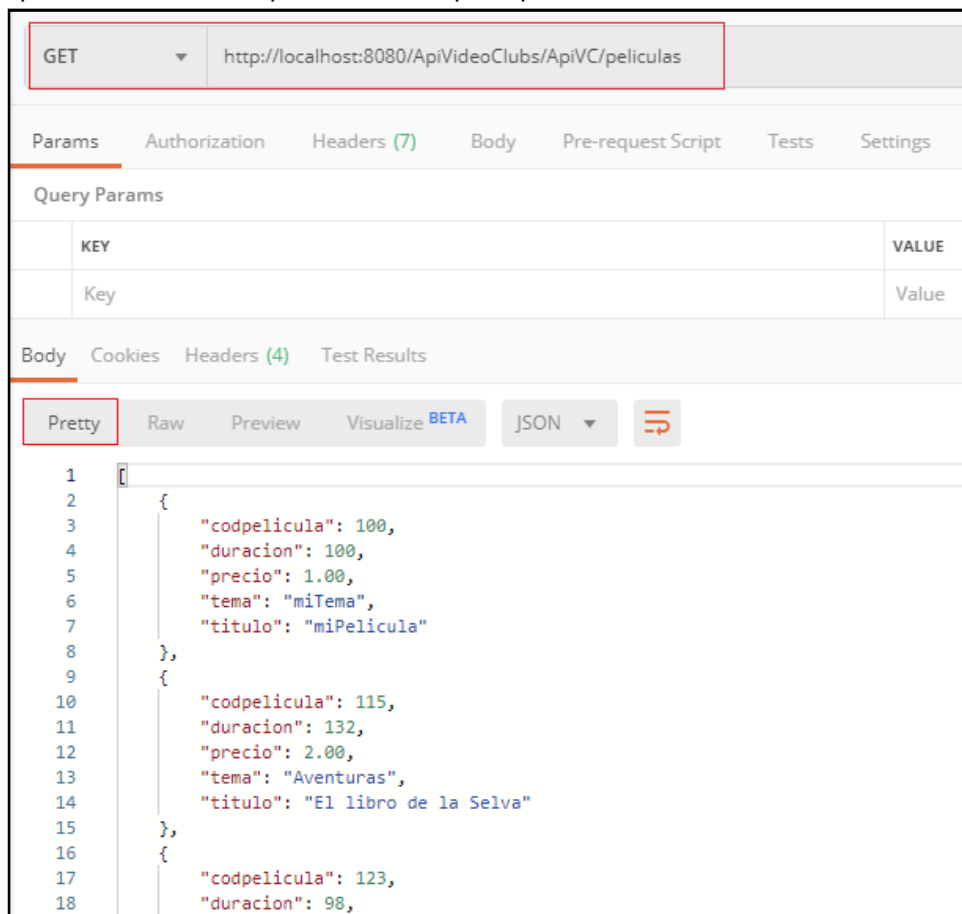 GET http://localhost:8080/ApiVideoClubs/ApiVC/peliculas
Params Authorization Headers (7) Body Pre-request Script Tests Settings
Query Params
KEY VALUE
Key Value
Body Cookies Headers (4) Test Results
Pretty Raw Preview Visualize BETA JSON
1 [
2 {
3 "codpelicula": 100,
4 "duracion": 100,
5 "precio": 1.00,
6 "tema": "miTema",
7 "titulo": "miPelicula"
8 },
9 {
10 "codpelicula": 115,
11 "duracion": 132,
12 "precio": 2.00,
13 "tema": "Aventuras",
14 "titulo": "El libro de la Selva"
15 },
16 {
17 "codpelicula": 123,
18 "duracion": 98,